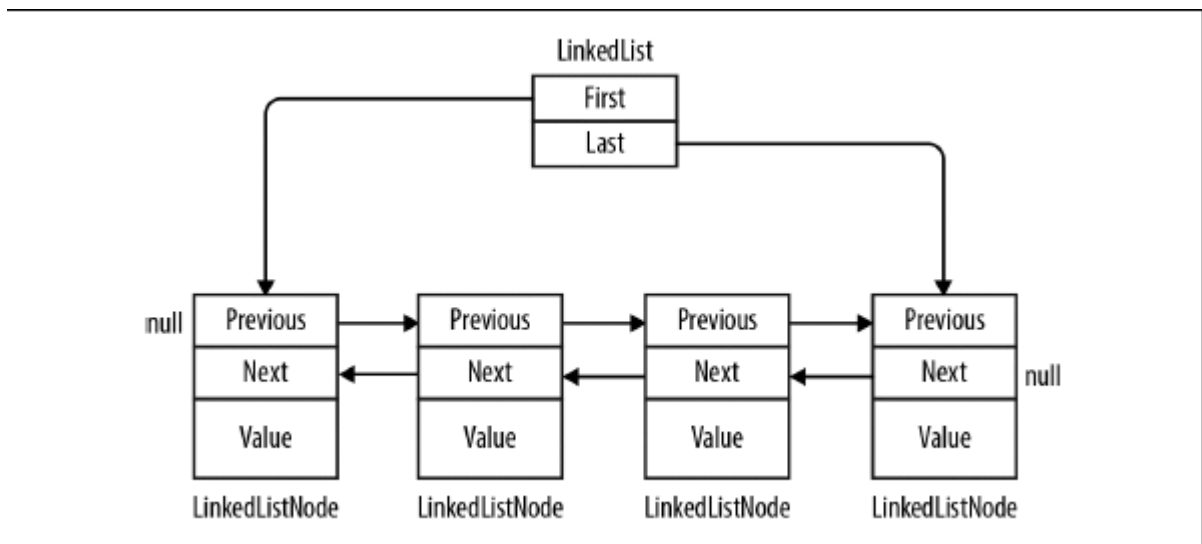 LinkedList
First
Last
null Previous Previous Previous Previous
Next Next Next Next null
Value Value Value Value
LinkedListNode LinkedListNode LinkedListNode LinkedListNode